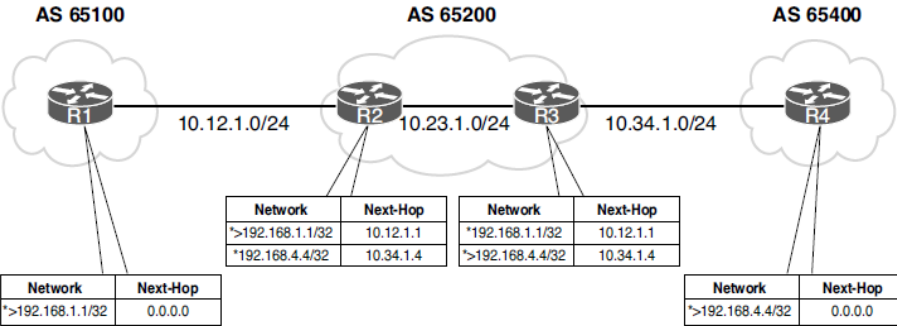 AS 65100 AS 65200 AS 65400
R1 R2 R3 R4
10.12.1.0/24 10.23.1.0/24 10.34.1.0/24
Network Next-Hop Network Next-Hop
*>192.168.1.1/32 10.12.1.1 *192.168.1.1/32 10.12.1.1
*192.168.4.4/32 10.34.1.4 *>192.168.4.4/32 10.34.1.4
Network Next-Hop Network Next-Hop
*>192.168.1.1/32 0.0.0.0 *>192.168.4.4/32 0.0.0.0